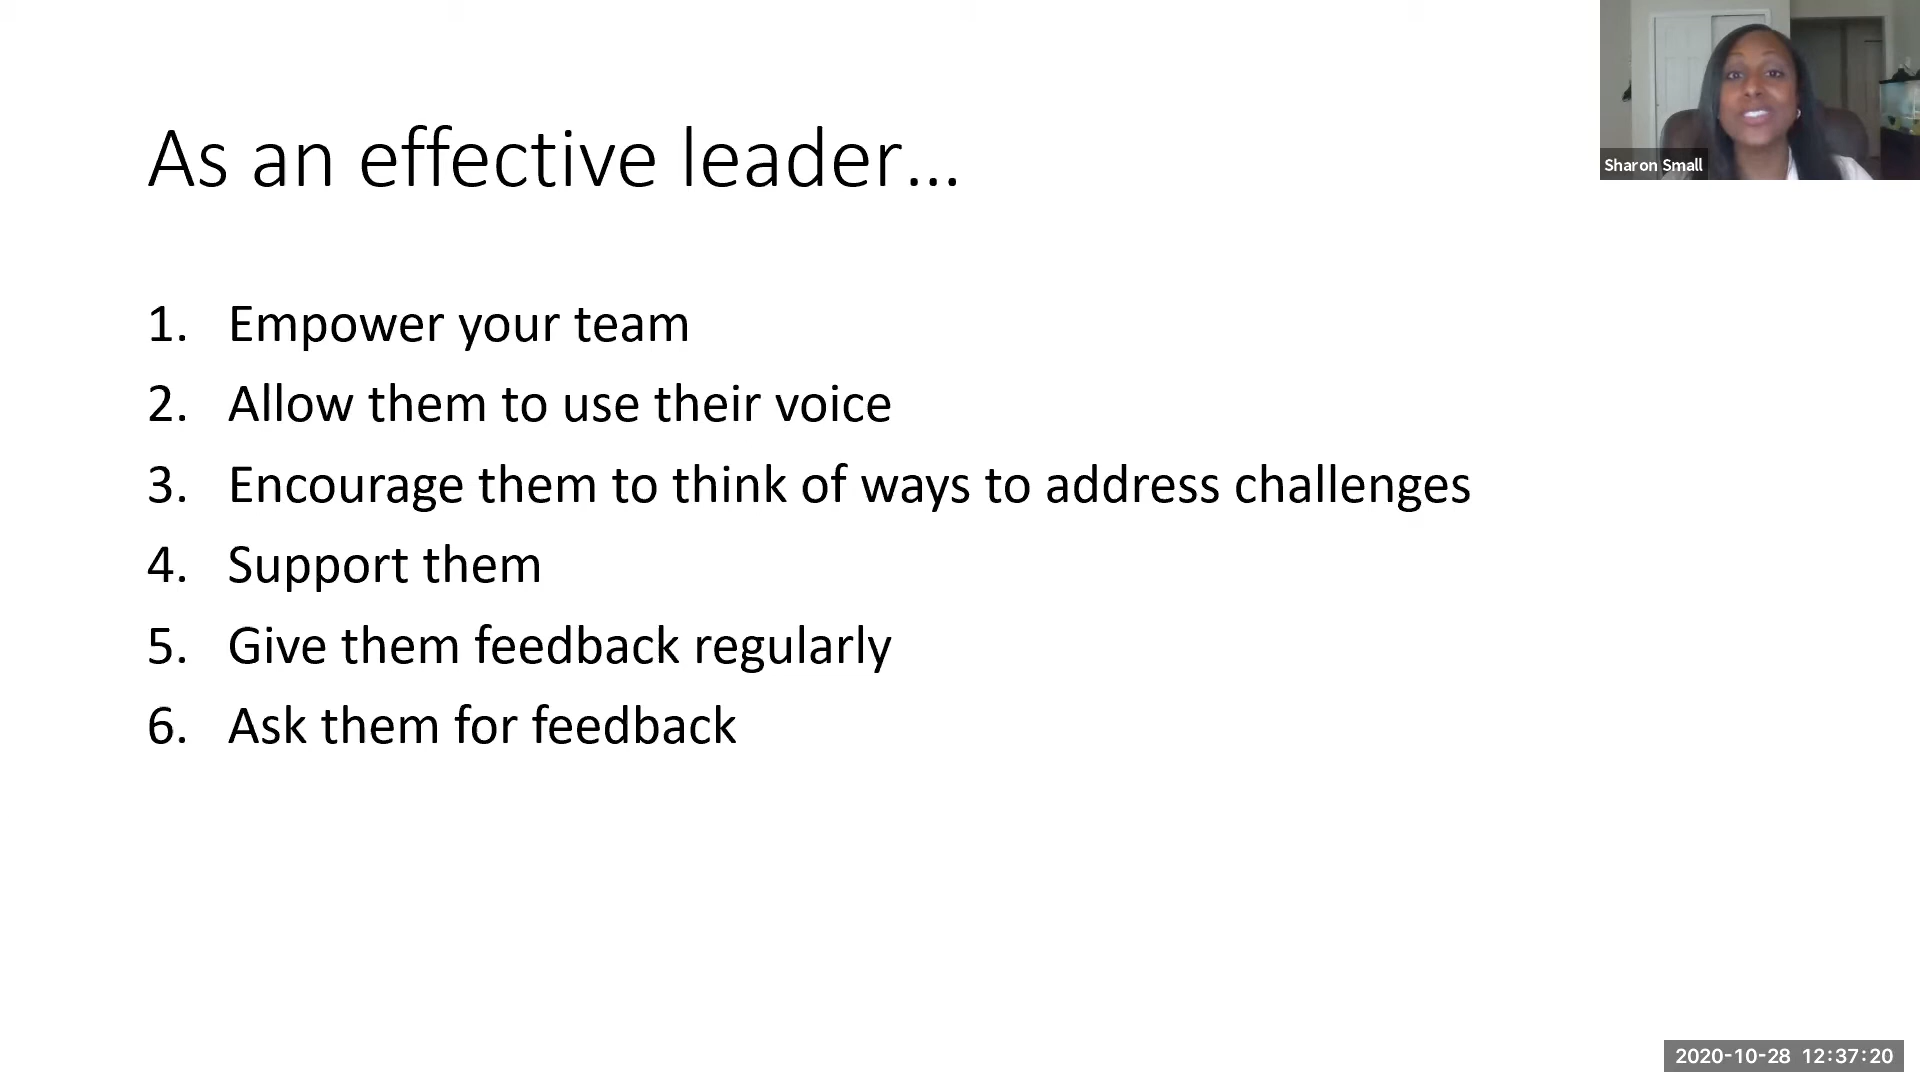 As an effective leader...
1. Empower your team
2. Allow them to use their voice
3. Encourage them to think of ways to address challenges
4. Support them
5. Give them feedback regularly
6. Ask them for feedback
Sharon Small
2020-10-28 12:37:20